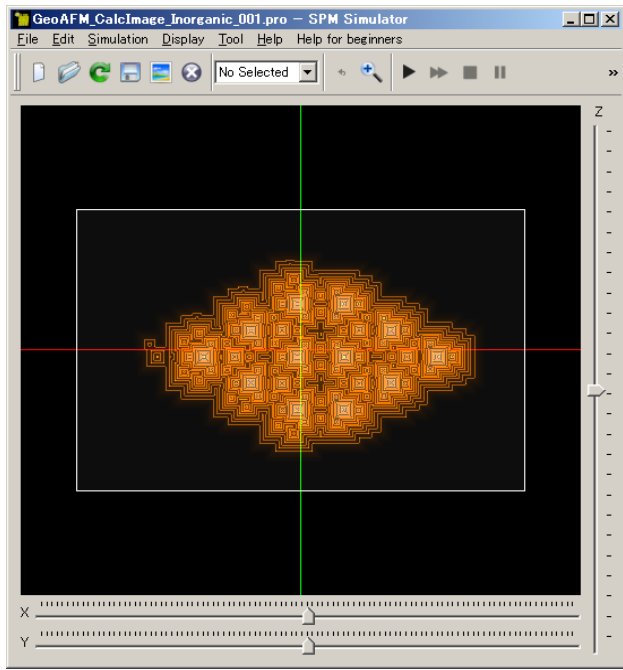 GeoAFM_CalcImage_Inorganic_001.pro - SPM Simulator
File Edit Simulation Display Tool Help Help for beginners
No Selected
»
Z
X
Y